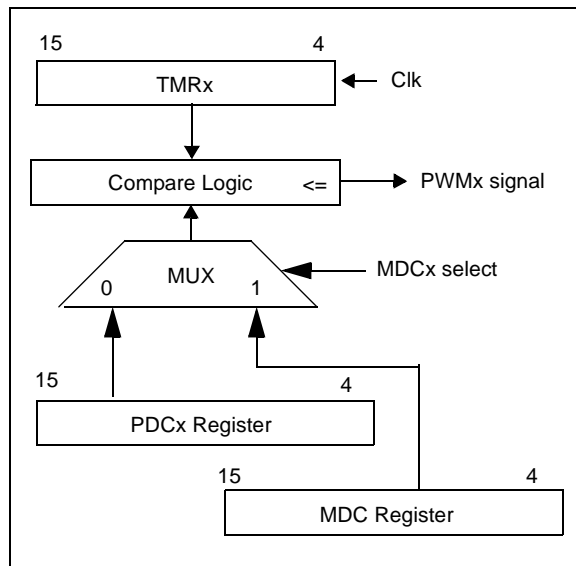 15 4
TMRx
Clk
Compare Logic <=
PWMx signal
MUX
MDCx select
0 1
15 4
PDCx Register
15 4
MDC Register